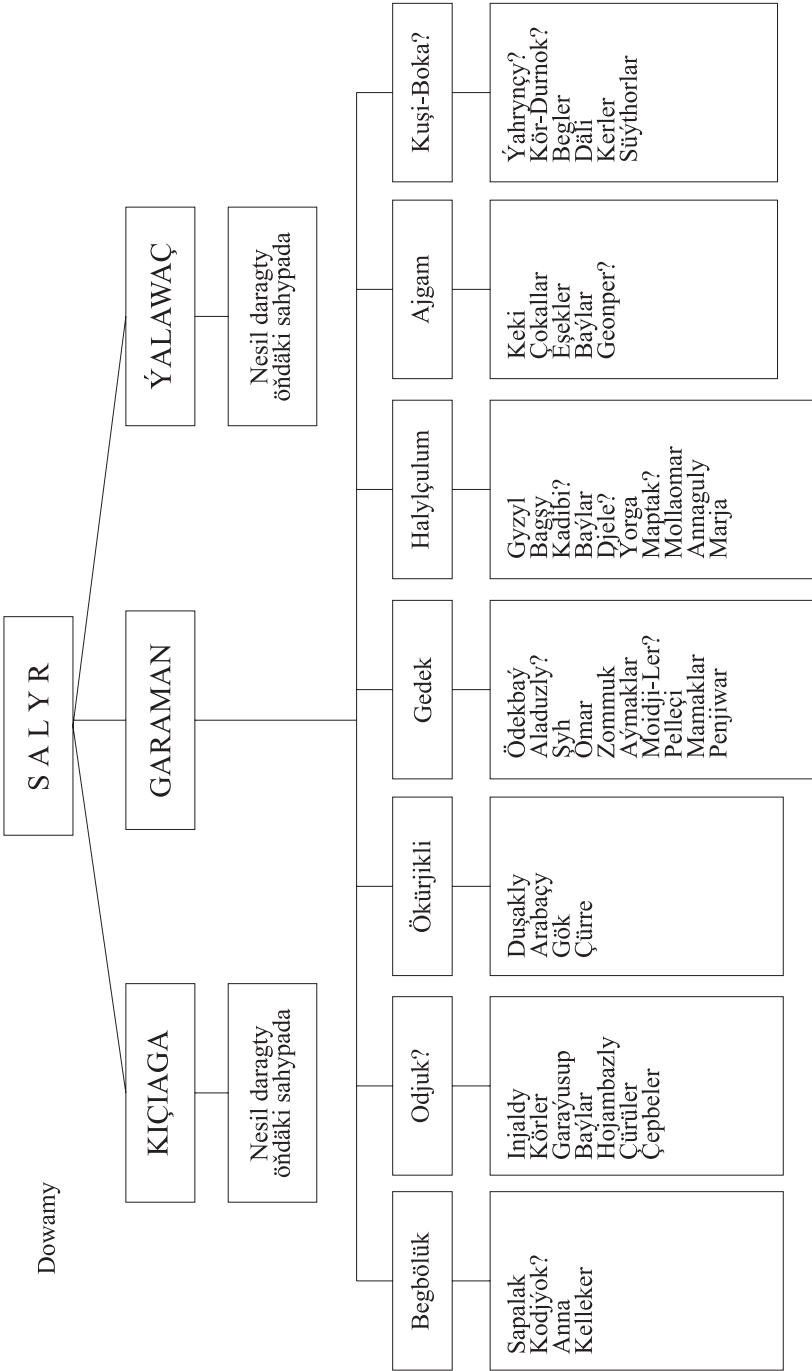 Dowamy
S A L Y R
KIÇIAGA
GARAMAN
ÝALAWAÇ
Nesil daragty
öňdäki sahypada
Nesil daragty
öňdäki sahypada
Begbölük
Odjuk?
Ökürjikli
Gedek
Halylçulum
Ajgam
Kuşi-Boka?
Sapalak
Kodjýok?
Anna
Kelleker
Injaldy
Körler
Garaýusup
Baýlar
Hojambazly
Çürüler
Çepbeler
Duşakly
Arabaçy
Gök
Çürre
Ödekbaý
Aladuzly?
Şyh
Omar
Zommuk
Aýmaklar
Moidji-Ler?
Pelleçi
Mamaklar
Penjiwar
Gyzyl
Bagşy
Kadibi?
Baýlar
Djele?
Yorga
Maptak?
Mollaomar
Annaguly
Marja
Keki
Çokallar
Eşekler
Baýlar
Geonper?
Ýahrynçy?
Kör-Durnok?
Begler
Däli
Kerler
Süýthorlar